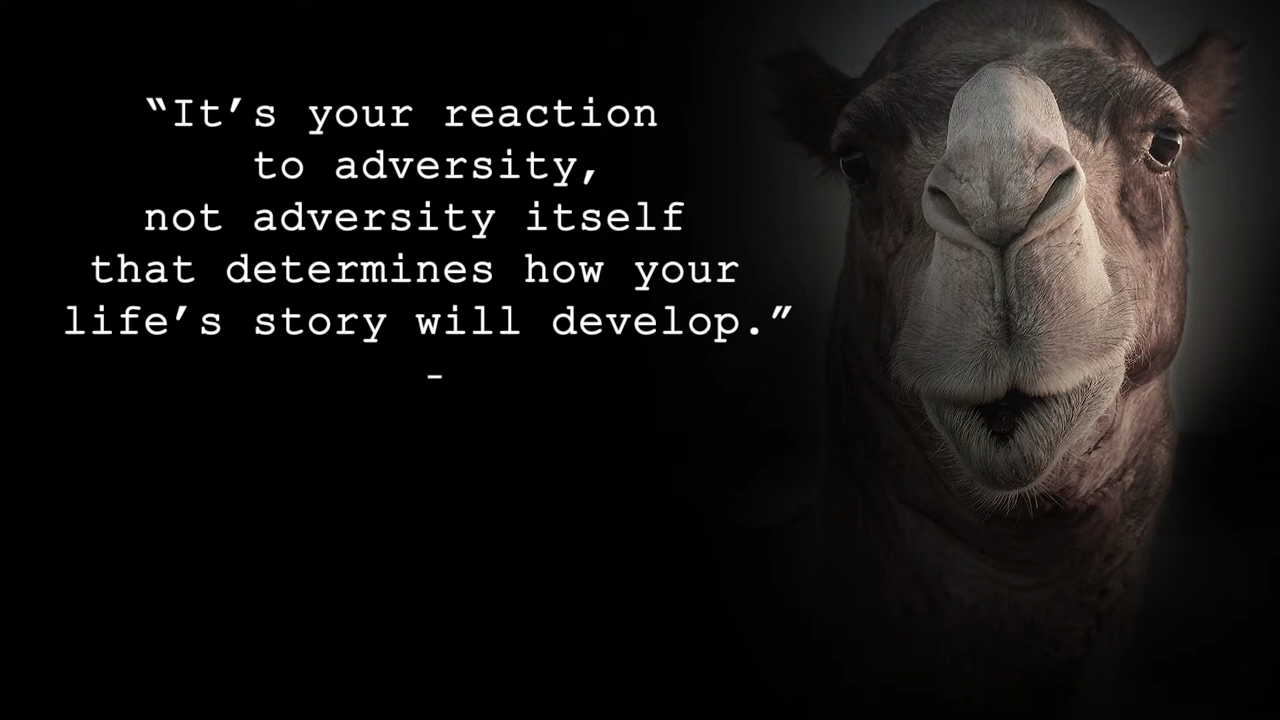 “It’s your reaction
to adversity,
not adversity itself
that determines how your
life’s story will develop.”
-